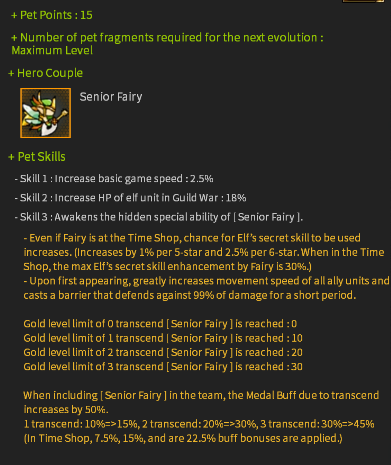 + Pet Points : 15
+ Number of pet fragments required for the next evolution :
Maximum Level
+ Hero Couple
Senior Fairy
+ Pet Skills
- Skill 1 : Increase basic game speed : 2.5%
- Skill 2 : Increase HP of elf unit in Guild War : 18%
- Skill 3 : Awakens the hidden special ability of [ Senior Fairy ].
- Even if Fairy is at the Time Shop, chance for Elf's secret skill to be used
increases. (Increases by 1% per 5-star and 2.5% per 6-star. When in the Time
Shop, the max Elf's secret skill enhancement by Fairy is 30%.)
- Upon first appearing, greatly increases movement speed of all ally units and
casts a barrier that defends against 99% of damage for a short period.
Gold level limit of 0 transcend [ Senior Fairy ] is reached : 0
Gold level limit of 1 transcend [ Senior Fairy ] is reached : 10
Gold level limit of 2 transcend [ Senior Fairy ] is reached : 20
Gold level limit of 3 transcend [ Senior Fairy ] is reached : 30
When including [ Senior Fairy ] in the team, the Medal Buff due to transcend
increases by 50%.
1 transcend: 10%=>15%, 2 transcend: 20%=>30%, 3 transcend: 30%=>45%
(In Time Shop, 7.5%, 15%, and are 22.5% buff bonuses are applied.)